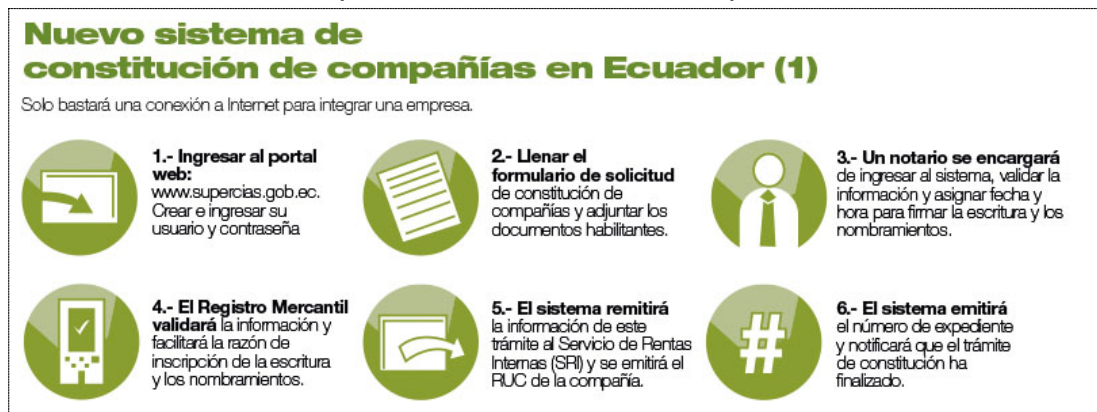 Nuevo sistema de
constitución de compañías en Ecuador (1)
Solo bastará una conexión a Internet para integrar una empresa.
1.- Ingresar al portal
web:
www.supercias.gob.ec.
Crear e ingresar su
usuario y contraseña
2.- Llenar el
formulario de solicitud
de constitución de
compañías y adjuntar los
documentos habilitantes.
3.- Un notario se encargará
de ingresar al sistema, validar la
información y asignar fecha y
hora para firmar la escritura y los
nombramientos.
4.- El Registro Mercantil
validará la información y
facilitará la razón de
inscripción de la escritura
y los nombramientos.
5.- El sistema remitirá
la información de este
trámite al Servicio de Rentas
Internas (SRI) y se emitirá el
RUC de la compañía.
#
6.- El sistema emitirá
el número de expediente
y notificará que el trámite
de constitución ha
finalizado.